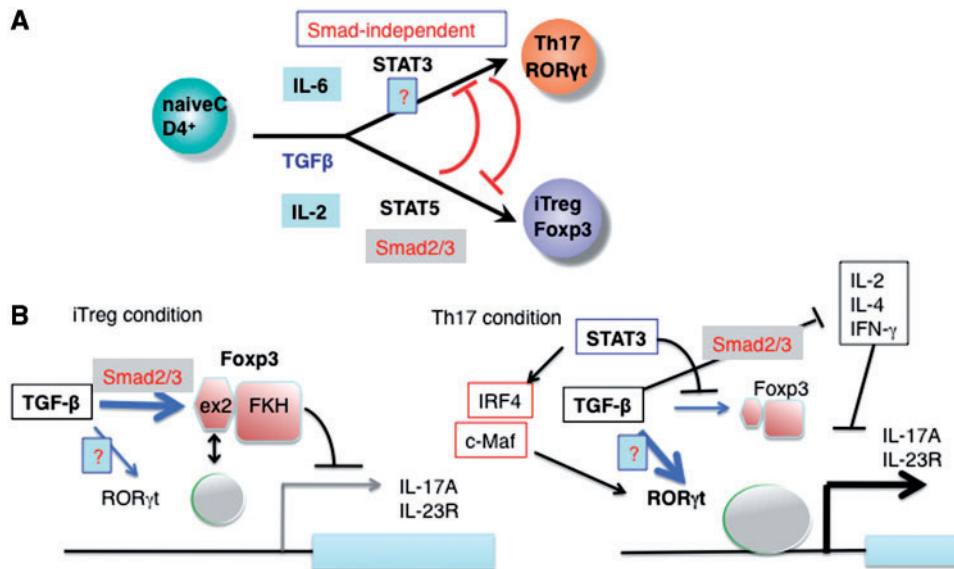 A
Smad-independent
Th17
RORγt
STAT3
IL-6
?
naiveC
D4⁺
TGFβ
IL-2
STAT5
Smad2/3
iTreg
Foxp3
B
iTreg condition
Foxp3
Smad2/3
TGF-β
ex2
FKH
?
RORγt
IL-17A
IL-23R
Th17 condition
IL-2
IL-4
IFN-γ
STAT3
Smad2/3
IRF4
TGF-β
Foxp3
c-Maf
?
RORγt
IL-17A
IL-23R